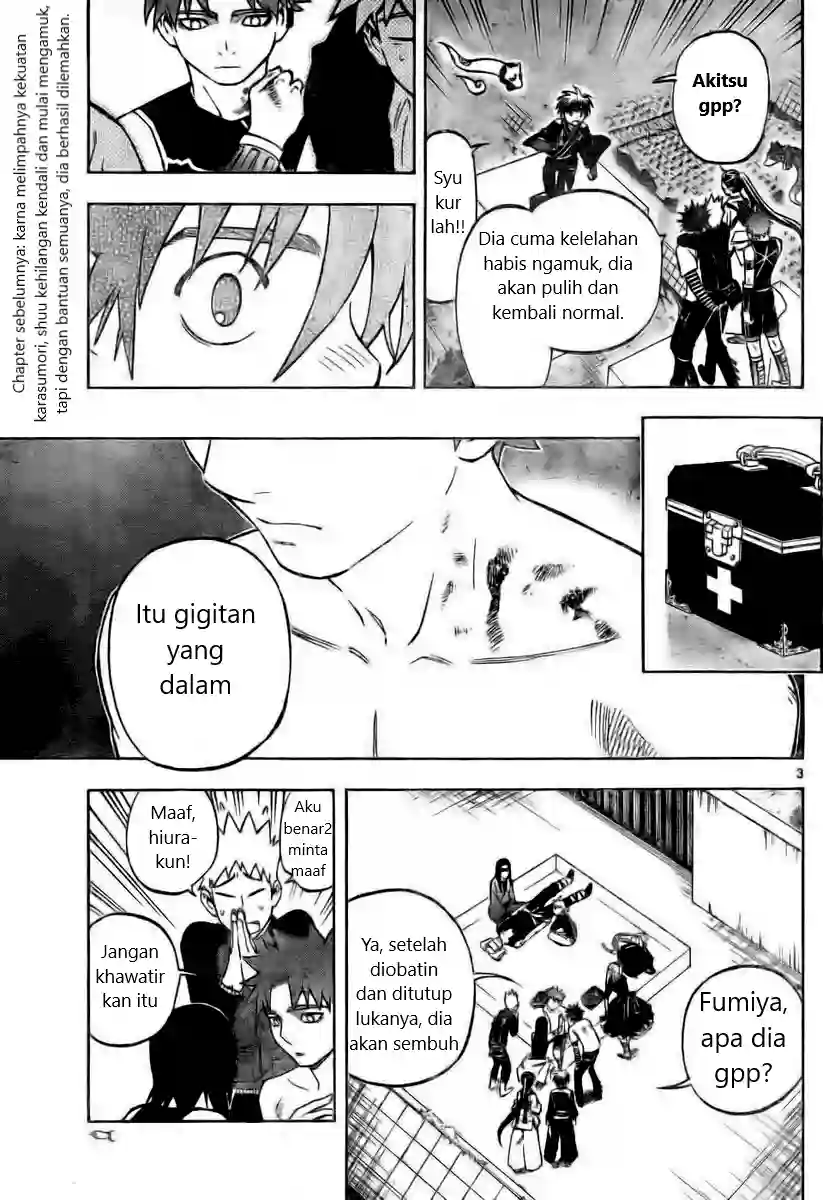 Chapter sebelumnya: karna melimpahnya kekuatan
karasumori, shuu kehilangan kendali dan mulai mengamuk,
tapi dengan bantuan semuanya, dia berhasil dilemahkan.
Akitsu
gpp?
Syu
kur
lah!!
Dia cuma kelelahan
habis ngamuk, dia
akan pulih dan
kembali normal.
Itu gigitan
yang
dalam
3
Fumiya,
apa dia
gpp?
Ya, setelah
diobatin
dan ditutup
lukanya, dia
akan sembuh
Aku
benar2
minta
maaf
Maaf,
hiura-
kun!
Jangan
khawatir
kan itu